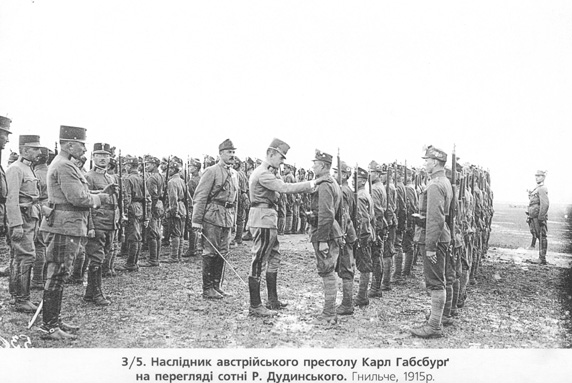 3/5. Наслідник австрійського престолу Карл Габсбурґ
на перегляді сотні Р. Дудинського. Гнильче, 1915р.